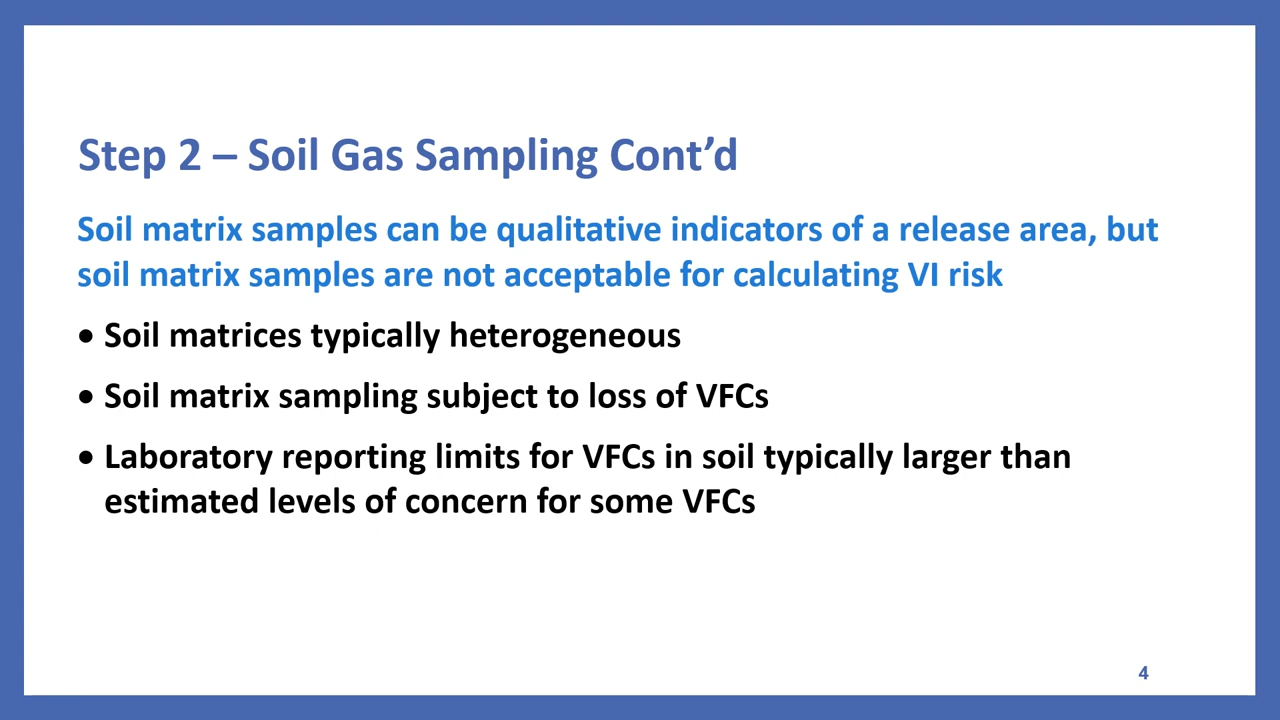 Step 2 – Soil Gas Sampling Cont’d
Soil matrix samples can be qualitative indicators of a release area, but
soil matrix samples are not acceptable for calculating VI risk
• Soil matrices typically heterogeneous
• Soil matrix sampling subject to loss of VFCs
• Laboratory reporting limits for VFCs in soil typically larger than
estimated levels of concern for some VFCs
4